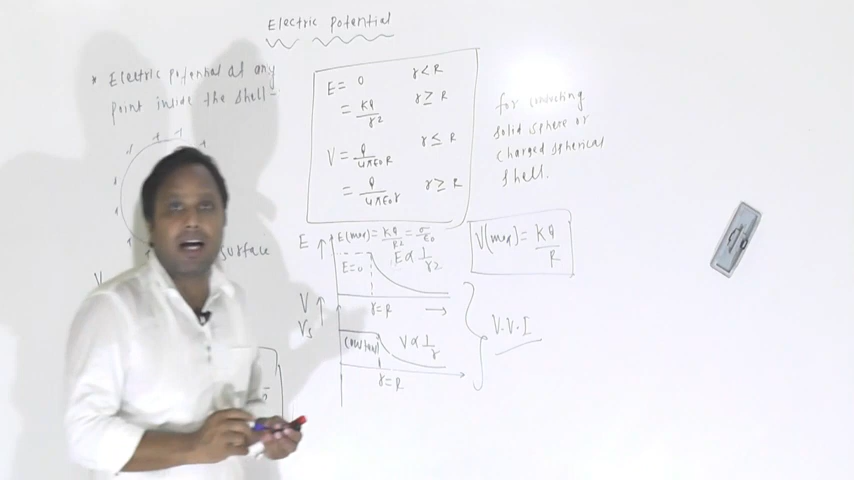 Electric Potential
* Electric potential at any
point inside the shell -
surface
E = 0 r < R
= KQ/r2 r ≥ R
V = Q/4πε0R r ≤ R
= Q/4πε0r r ≥ R
for conducting
solid sphere or
charged spherical
shell.
V(max) = KQ/R
E ↑ E(max) = KQ/R2 = σ/ε0
E=0 E ∝ 1/r2
r=R →
V ↑
Vs
constant V ∝ 1/r
r=R
V.V.I